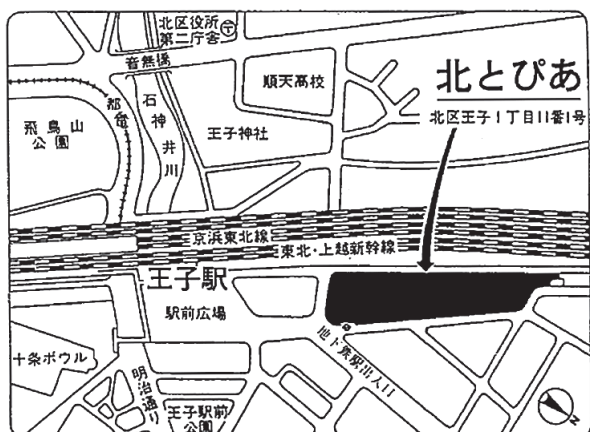 北区役所
第二庁舎
音無橋
順天高校
北とぴあ
北区王子1丁目11番1号
都電
石神井川
王子神社
飛鳥山
公園
京浜東北線
東北・上越新幹線
王子駅
駅前広場
地下鉄駅出入口
十条ボウル
明治通り
王子駅前
公園
N